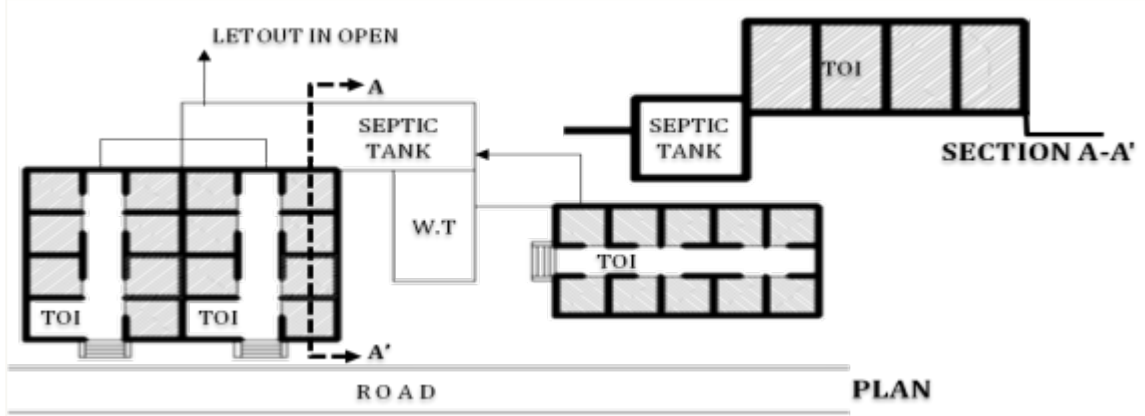 LET OUT IN OPEN
A
SEPTIC
TANK
W.T
TOI
TOI
TOI
A'
ROAD
PLAN
TOI
SEPTIC
TANK
SECTION A-A'